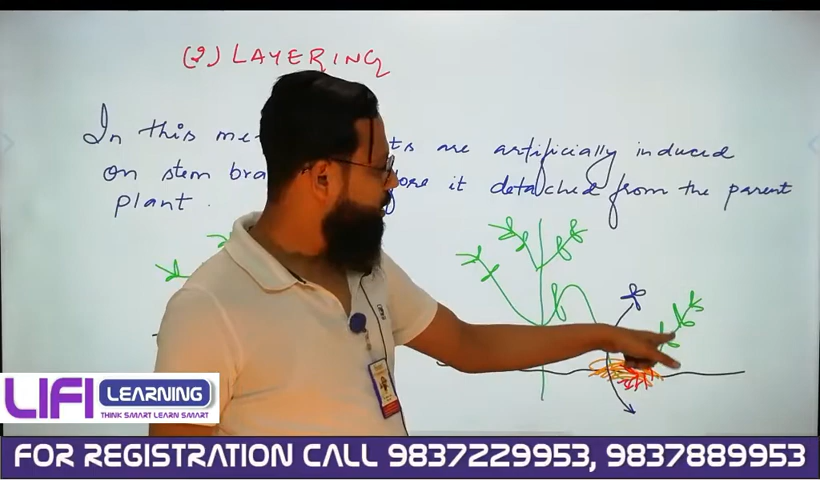 (2) LAYERING
In this me ts are artificially induced
on stem bra ore it detached from the parent
plant.
LIFI LEARNING
THINK SMART LEARN SMART
FOR REGISTRATION CALL 9837229953, 9837889953